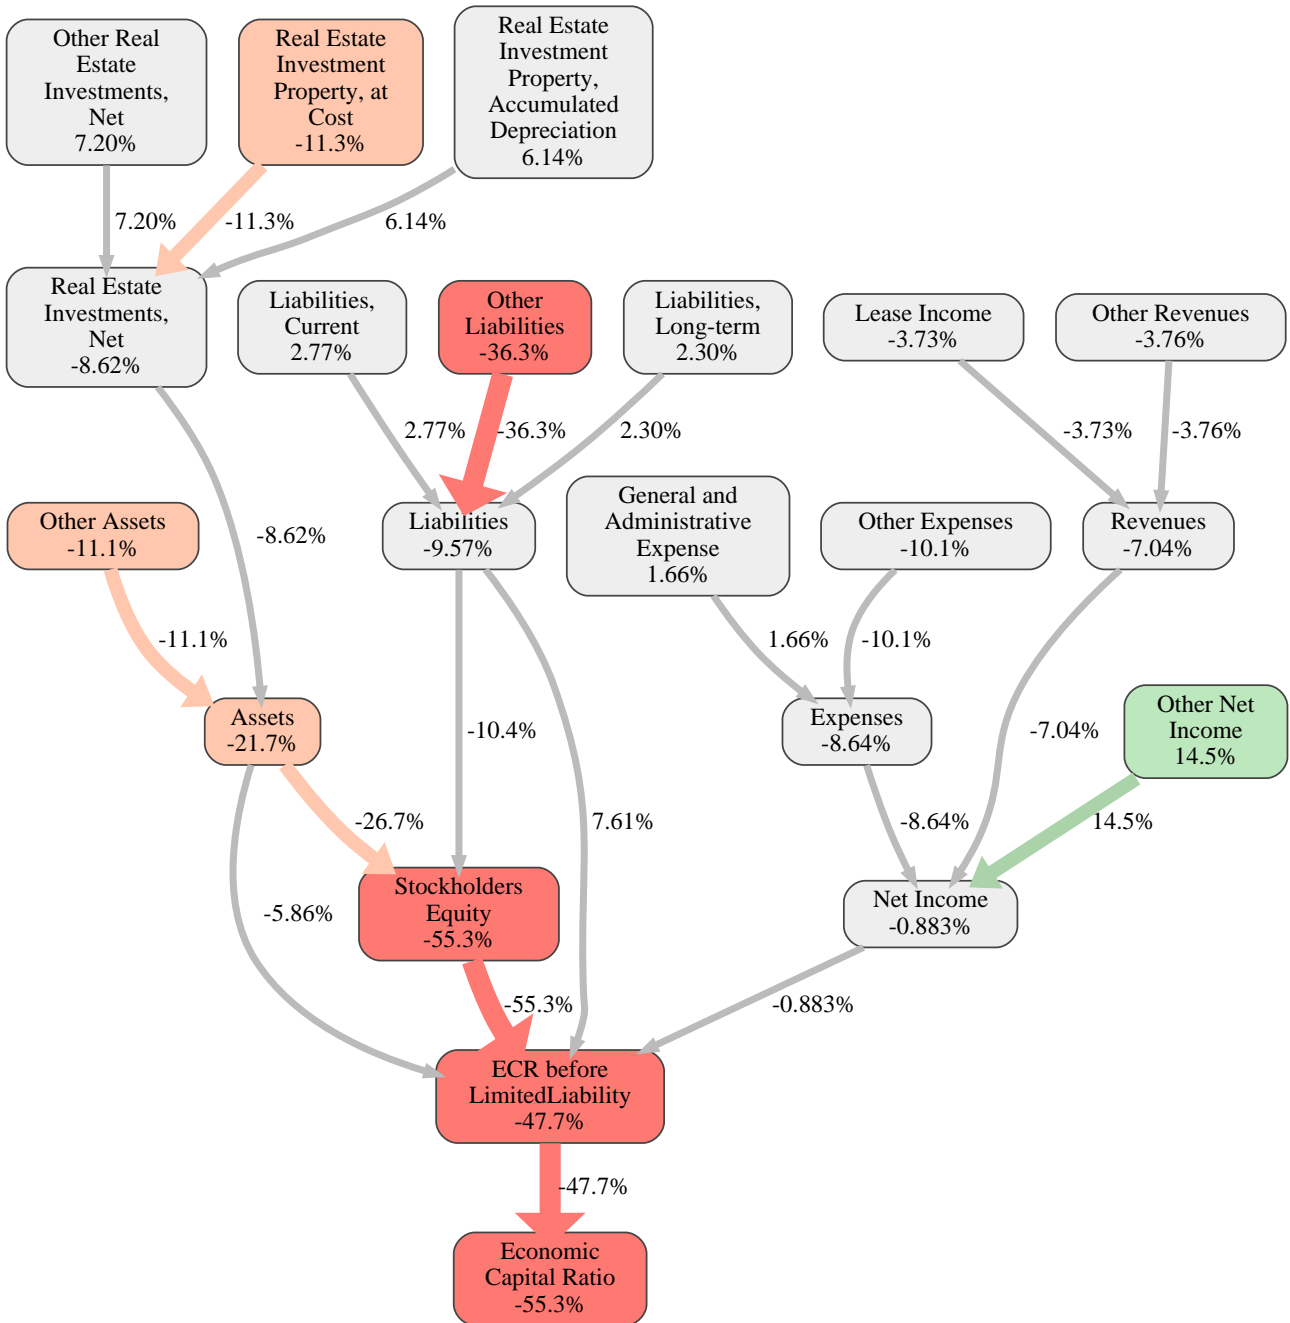 Other Real
Estate
Investments,
Net
7.20%
Real Estate
Investment
Property, at
Cost
-11.3%
Real Estate
Investment
Property,
Accumulated
Depreciation
6.14%
7.20%
-11.3%
6.14%
Real Estate
Investments,
Net
-8.62%
Liabilities,
Current
2.77%
Other
Liabilities
-36.3%
Liabilities,
Long-term
2.30%
Lease Income
-3.73%
Other Revenues
-3.76%
2.77%
-36.3%
2.30%
-3.73%
-3.76%
Other Assets
-11.1%
-8.62%
Liabilities
-9.57%
General and
Administrative
Expense
1.66%
Other Expenses
-10.1%
Revenues
-7.04%
-11.1%
1.66%
-10.1%
Assets
-21.7%
-10.4%
Expenses
-8.64%
-7.04%
Other Net
Income
14.5%
-26.7%
7.61%
-8.64%
14.5%
-5.86%
Stockholders
Equity
-55.3%
Net Income
-0.883%
-55.3%
-0.883%
ECR before
LimitedLiability
-47.7%
-47.7%
Economic
Capital Ratio
-55.3%